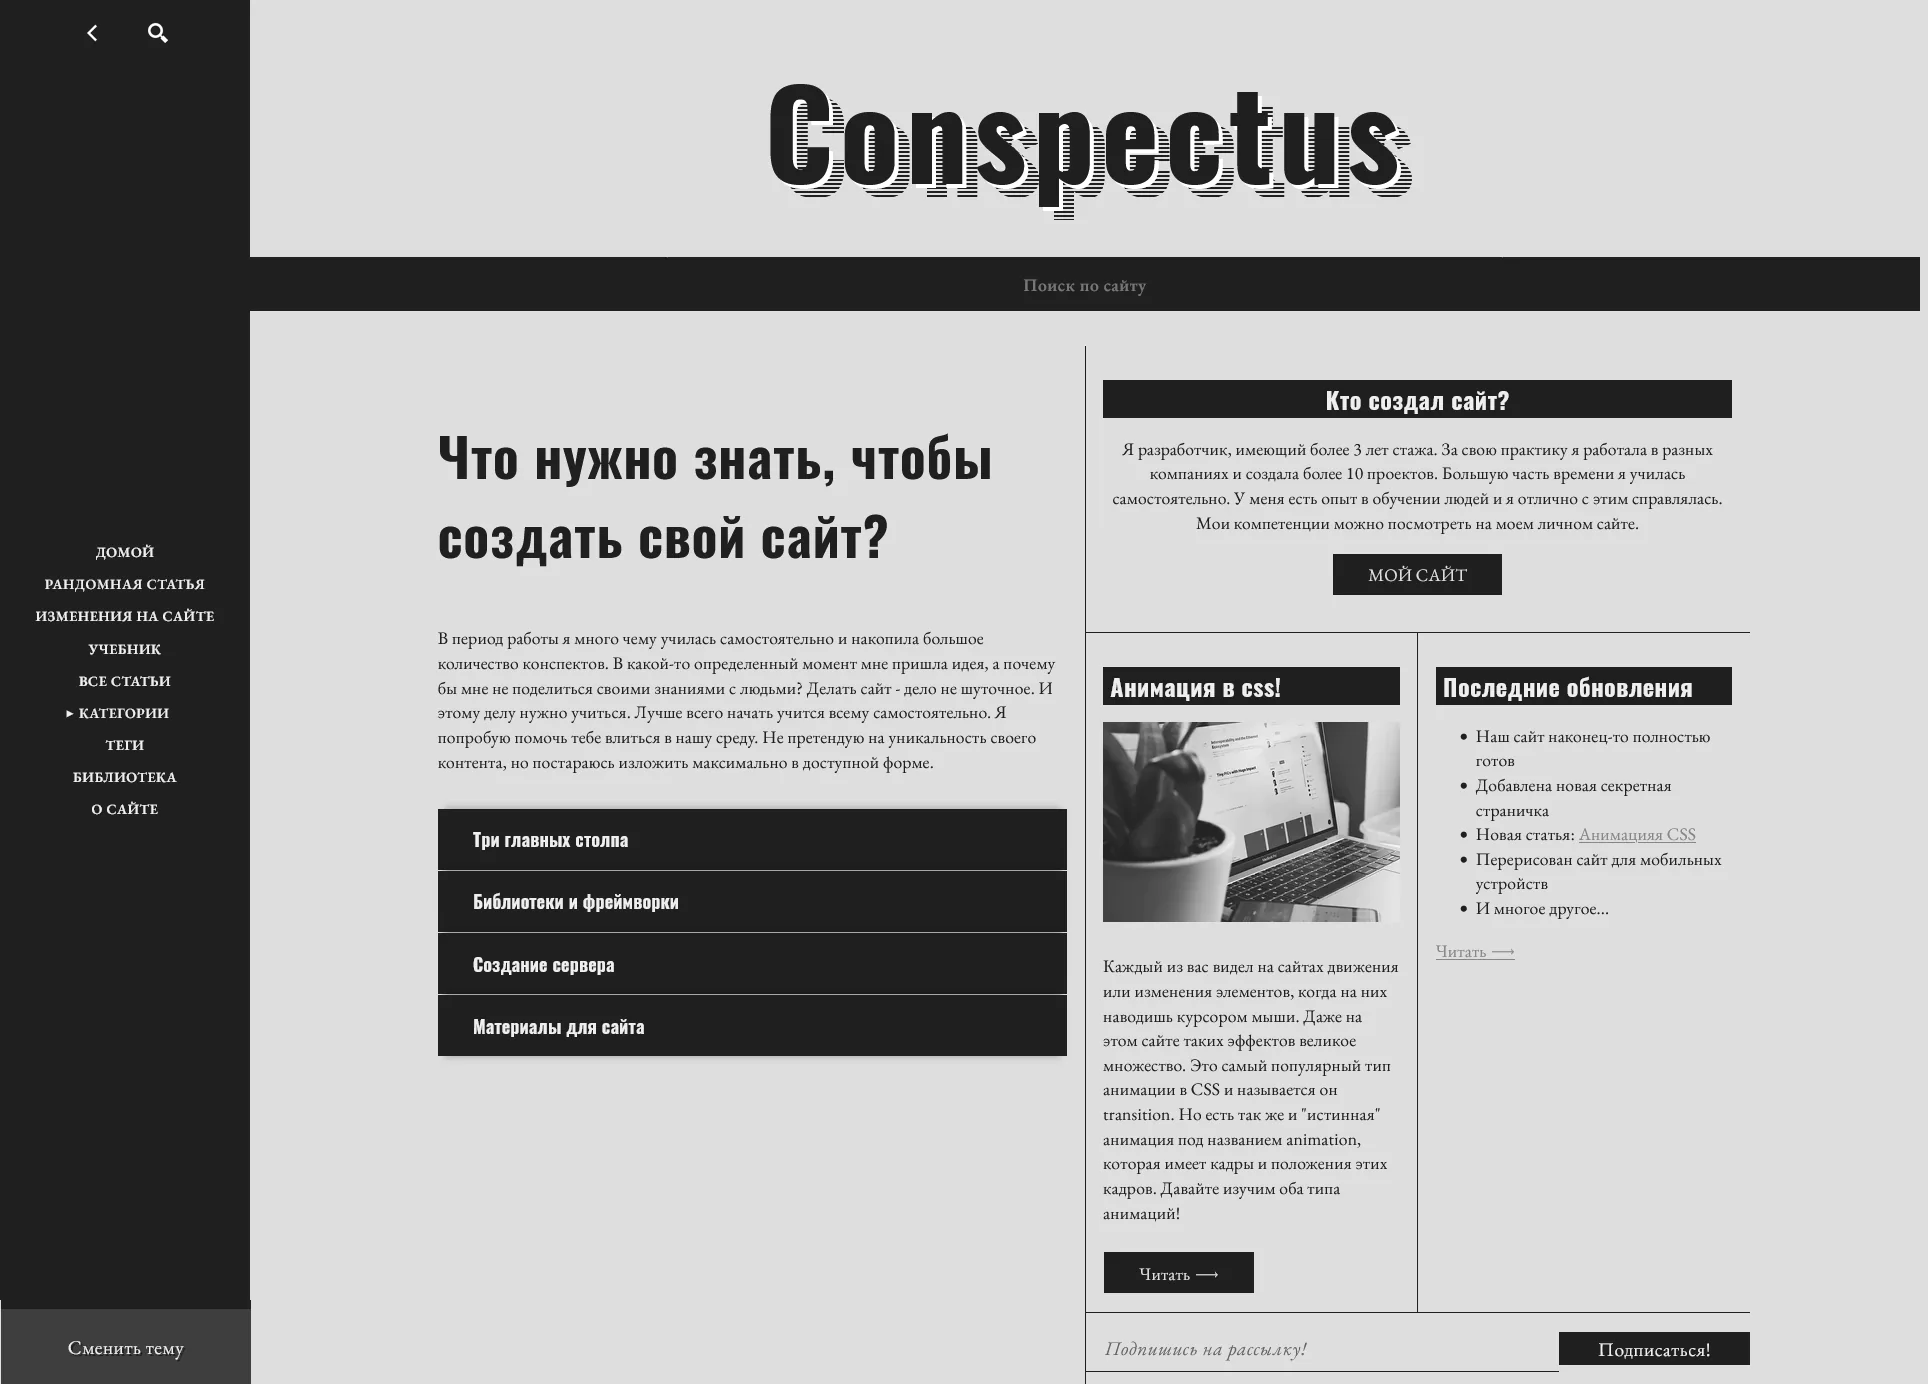 Conspectus
Поиск по сайту
ДОМОЙ
РАНДОМНАЯ СТАТЬЯ
ИЗМЕНЕНИЯ НА САЙТЕ
УЧЕБНИК
ВСЕ СТАТЬИ
▸ КАТЕГОРИИ
ТЕГИ
БИБЛИОТЕКА
О САЙТЕ
Сменить тему
Что нужно знать, чтобы
создать свой сайт?
В период работы я много чему училась самостоятельно и накопила большое
количество конспектов. В какой-то определенный момент мне пришла идея, а почему
бы мне не поделиться своими знаниями с людьми? Делать сайт - дело не шуточное. И
этому делу нужно учиться. Лучше всего начать учится всему самостоятельно. Я
попробую помочь тебе влиться в нашу среду. Не претендую на уникальность своего
контента, но постараюсь изложить максимально в доступной форме.
Три главных столпа
Библиотеки и фреймворки
Создание сервера
Материалы для сайта
Кто создал сайт?
Я разработчик, имеющий более 3 лет стажа. За свою практику я работала в разных
компаниях и создала более 10 проектов. Большую часть времени я училась
самостоятельно. У меня есть опыт в обучении людей и я отлично с этим справлялась.
Мои компетенции можно посмотреть на моем личном сайте.
МОЙ САЙТ
Анимация в css!
Каждый из вас видел на сайтах движения
или изменения элементов, когда на них
наводишь курсором мыши. Даже на
этом сайте таких эффектов великое
множество. Это самый популярный тип
анимации в CSS и называется он
transition. Но есть так же и "истинная"
анимация под названием animation,
которая имеет кадры и положения этих
кадров. Давайте изучим оба типа
анимаций!
Читать ⟶
Последние обновления
• Наш сайт наконец-то полностью
готов
• Добавлена новая секретная
страничка
• Новая статья: Анимацияя CSS
• Перерисован сайт для мобильных
устройств
• И многое другое...
Читать ⟶
Подпишись на рассылку!
Подписаться!